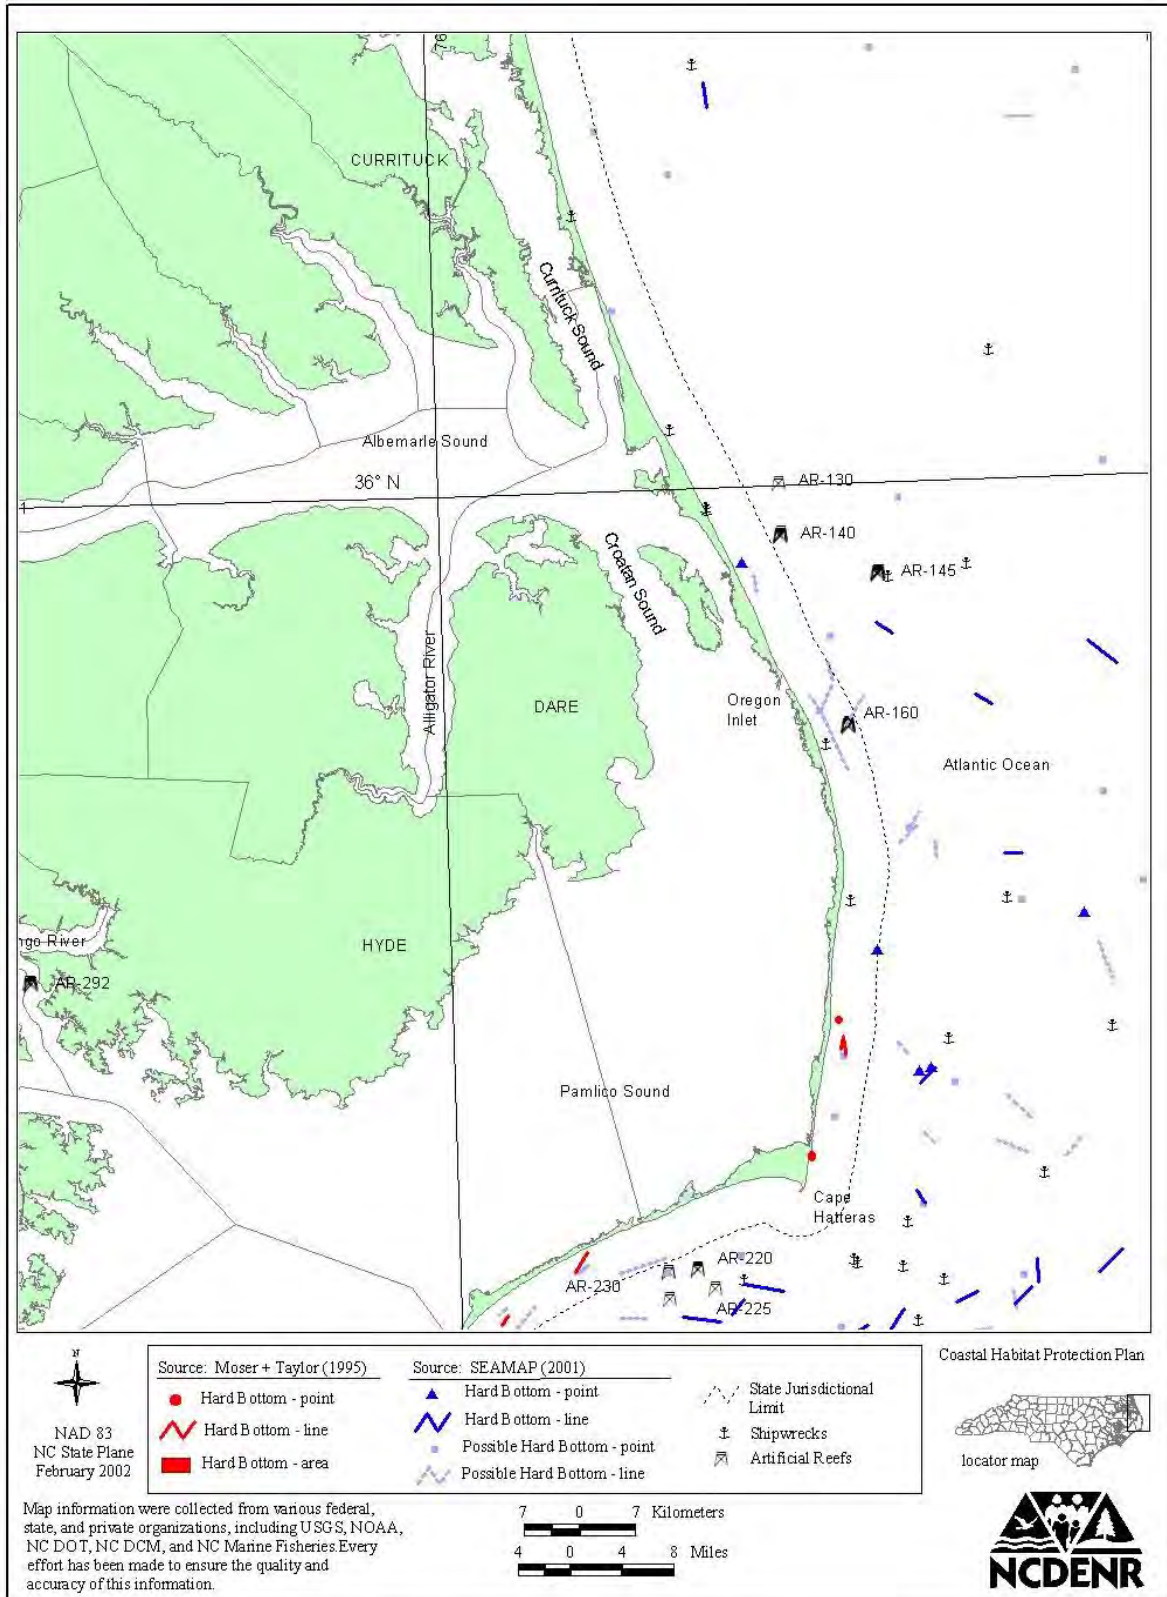 76
CURRITUCK
Currituck Sound
Albemarle Sound
36° N
AR-130
AR-140
AR-145
Croatan Sound
Alligator River
DARE
Oregon
Inlet
AR-160
Atlantic Ocean
ngo River
HYDE
AR-292
Pamlico Sound
Cape
Hatteras
AR-220
AR-230
AR-225
N
NAD 83
NC State Plane
February 2002
Source: Moser + Taylor (1995)
Hard Bottom - point
Hard Bottom - line
Hard Bottom - area
Source: SEAMAP (2001)
Hard Bottom - point
Hard Bottom - line
Possible Hard Bottom - point
Possible Hard Bottom - line
State Jurisdictional
Limit
Shipwrecks
Artificial Reefs
Coastal Habitat Protection Plan
locator map
Map information were collected from various federal,
state, and private organizations, including USGS, NOAA,
NC DOT, NC DCM, and NC Marine Fisheries.Every
effort has been made to ensure the quality and
accuracy of this information.
7 0 7 Kilometers
4 0 4 8 Miles
NCDENR